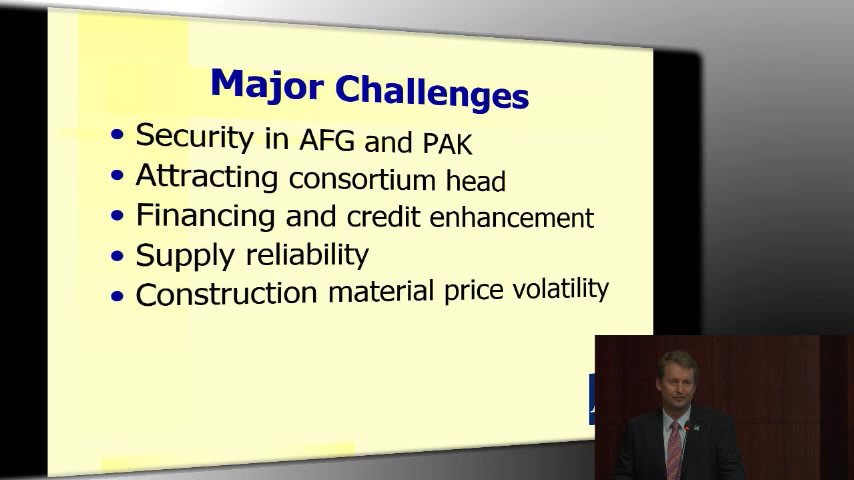 Major Challenges
• Security in AFG and PAK
• Attracting consortium head
• Financing and credit enhancement
• Supply reliability
• Construction material price volatility